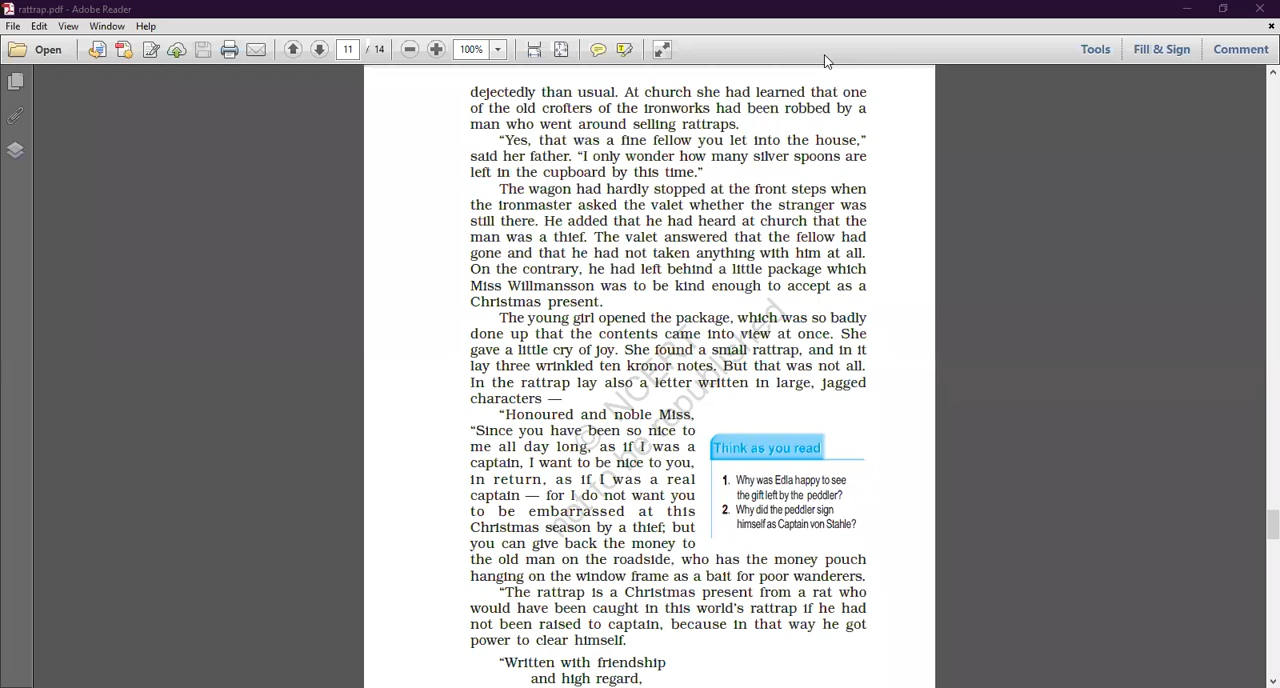 rattrap.pdf - Adobe Reader
File Edit View Window Help
Open 11 / 14 100% Tools Fill & Sign Comment
dejectedly than usual. At church she had learned that one
of the old crofters of the ironworks had been robbed by a
man who went around selling rattraps.
“Yes, that was a fine fellow you let into the house,”
said her father. “I only wonder how many silver spoons are
left in the cupboard by this time.”
The wagon had hardly stopped at the front steps when
the ironmaster asked the valet whether the stranger was
still there. He added that he had heard at church that the
man was a thief. The valet answered that the fellow had
gone and that he had not taken anything with him at all.
On the contrary, he had left behind a little package which
Miss Willmansson was to be kind enough to accept as a
Christmas present.
The young girl opened the package, which was so badly
done up that the contents came into view at once. She
gave a little cry of joy. She found a small rattrap, and in it
lay three wrinkled ten kronor notes. But that was not all.
In the rattrap lay also a letter written in large, jagged
characters —
“Honoured and noble Miss,
“Since you have been so nice to
me all day long, as if I was a
captain, I want to be nice to you,
in return, as if I was a real
captain — for I do not want you
to be embarrassed at this
Christmas season by a thief; but
you can give back the money to
the old man on the roadside, who has the money pouch
hanging on the window frame as a bait for poor wanderers.
“The rattrap is a Christmas present from a rat who
would have been caught in this world’s rattrap if he had
not been raised to captain, because in that way he got
power to clear himself.
“Written with friendship
and high regard,
Think as you read
1. Why was Edla happy to see
the gift left by the peddler?
2. Why did the peddler sign
himself as Captain von Stahle?
© NCERT
not to be republished